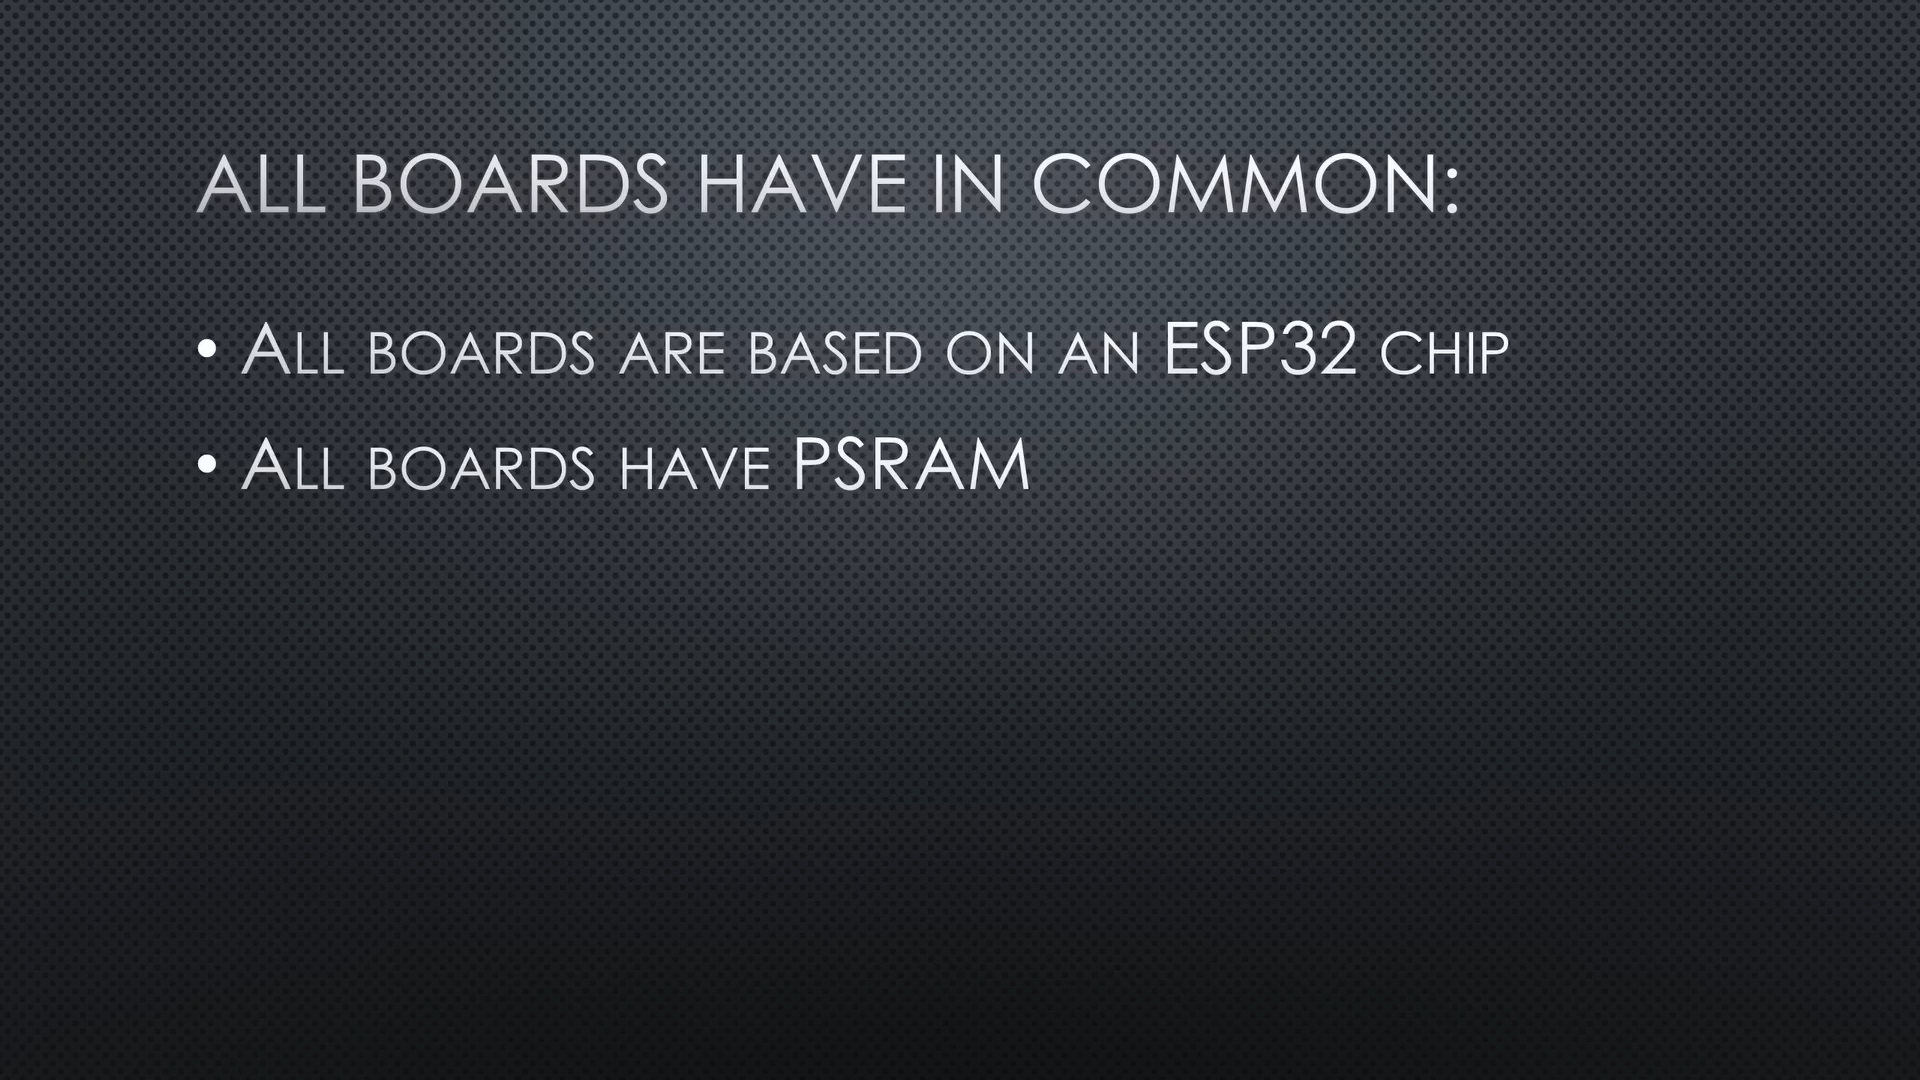 ALL BOARDS HAVE IN COMMON:
• ALL BOARDS ARE BASED ON AN ESP32 CHIP
• ALL BOARDS HAVE PSRAM